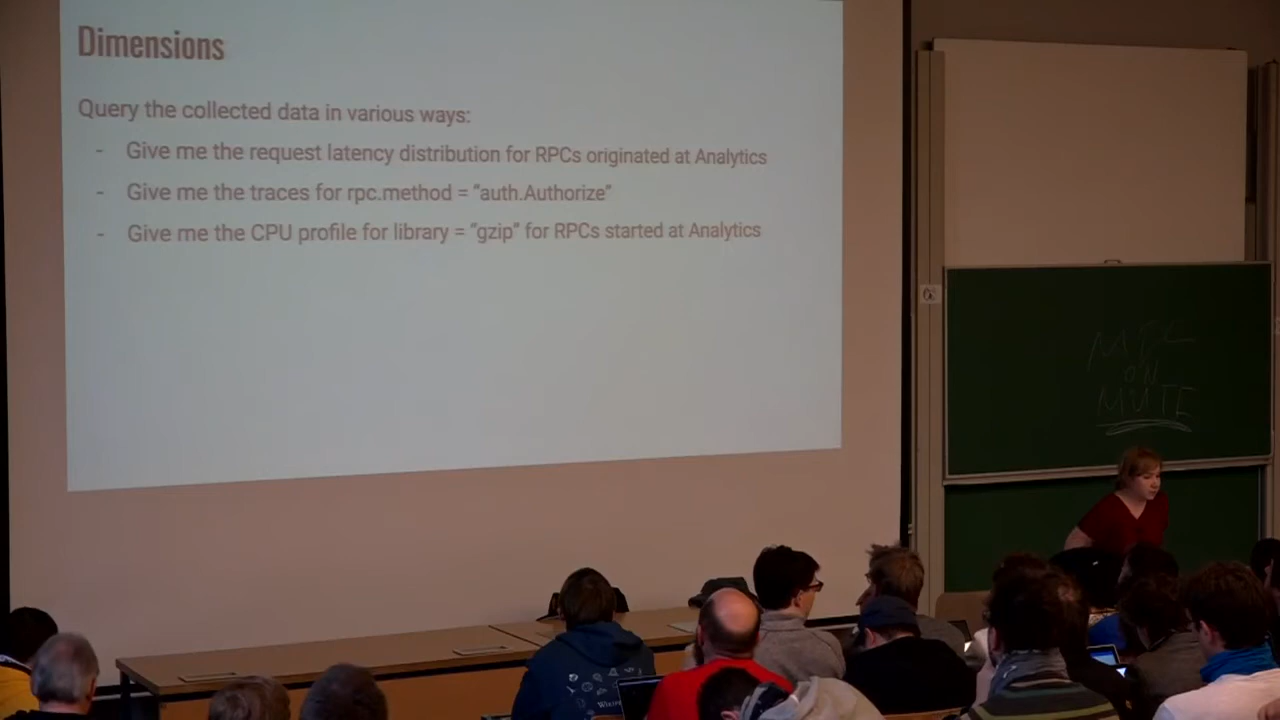 Dimensions
Query the collected data in various ways:
- Give me the request latency distribution for RPCs originated at Analytics
- Give me the traces for rpc.method = “auth.Authorize”
- Give me the CPU profile for library = “gzip” for RPCs started at Analytics
ON
MUTE